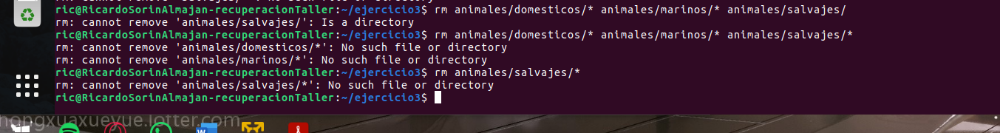 ric@RicardoSorinAlmajan-recuperacionTaller:~/ejercicio3$ rm animales/domesticos/* animales/marinos/* animales/salvajes/
rm: cannot remove 'animales/salvajes/': Is a directory
ric@RicardoSorinAlmajan-recuperacionTaller:~/ejercicio3$ rm animales/domesticos/* animales/marinos/* animales/salvajes/*
rm: cannot remove 'animales/domesticos/*': No such file or directory
rm: cannot remove 'animales/marinos/*': No such file or directory
ric@RicardoSorinAlmajan-recuperacionTaller:~/ejercicio3$ rm animales/salvajes/*
rm: cannot remove 'animales/salvajes/*': No such file or directory
ric@RicardoSorinAlmajan-recuperacionTaller:~/ejercicio3$
hongxuaxueyue.lofter.com